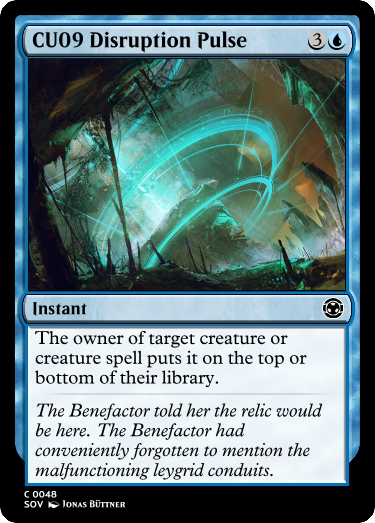 CU09 Disruption Pulse 3
Instant
The owner of target creature or
creature spell puts it on the top or
bottom of their library.
The Benefactor told her the relic would
be here. The Benefactor had
conveniently forgotten to mention the
malfunctioning leygrid conduits.
C 0048
SOV Jonas Büttner